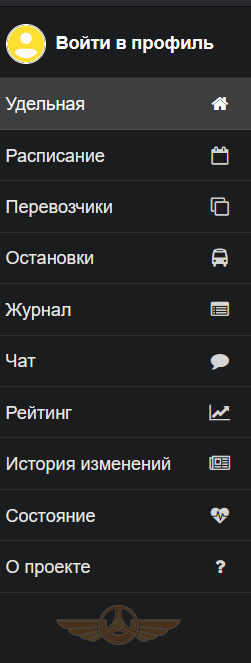 Войти в профиль
Удельная
Расписание
Перевозчики
Остановки
Журнал
Чат
Рейтинг
История изменений
Состояние
О проекте
?